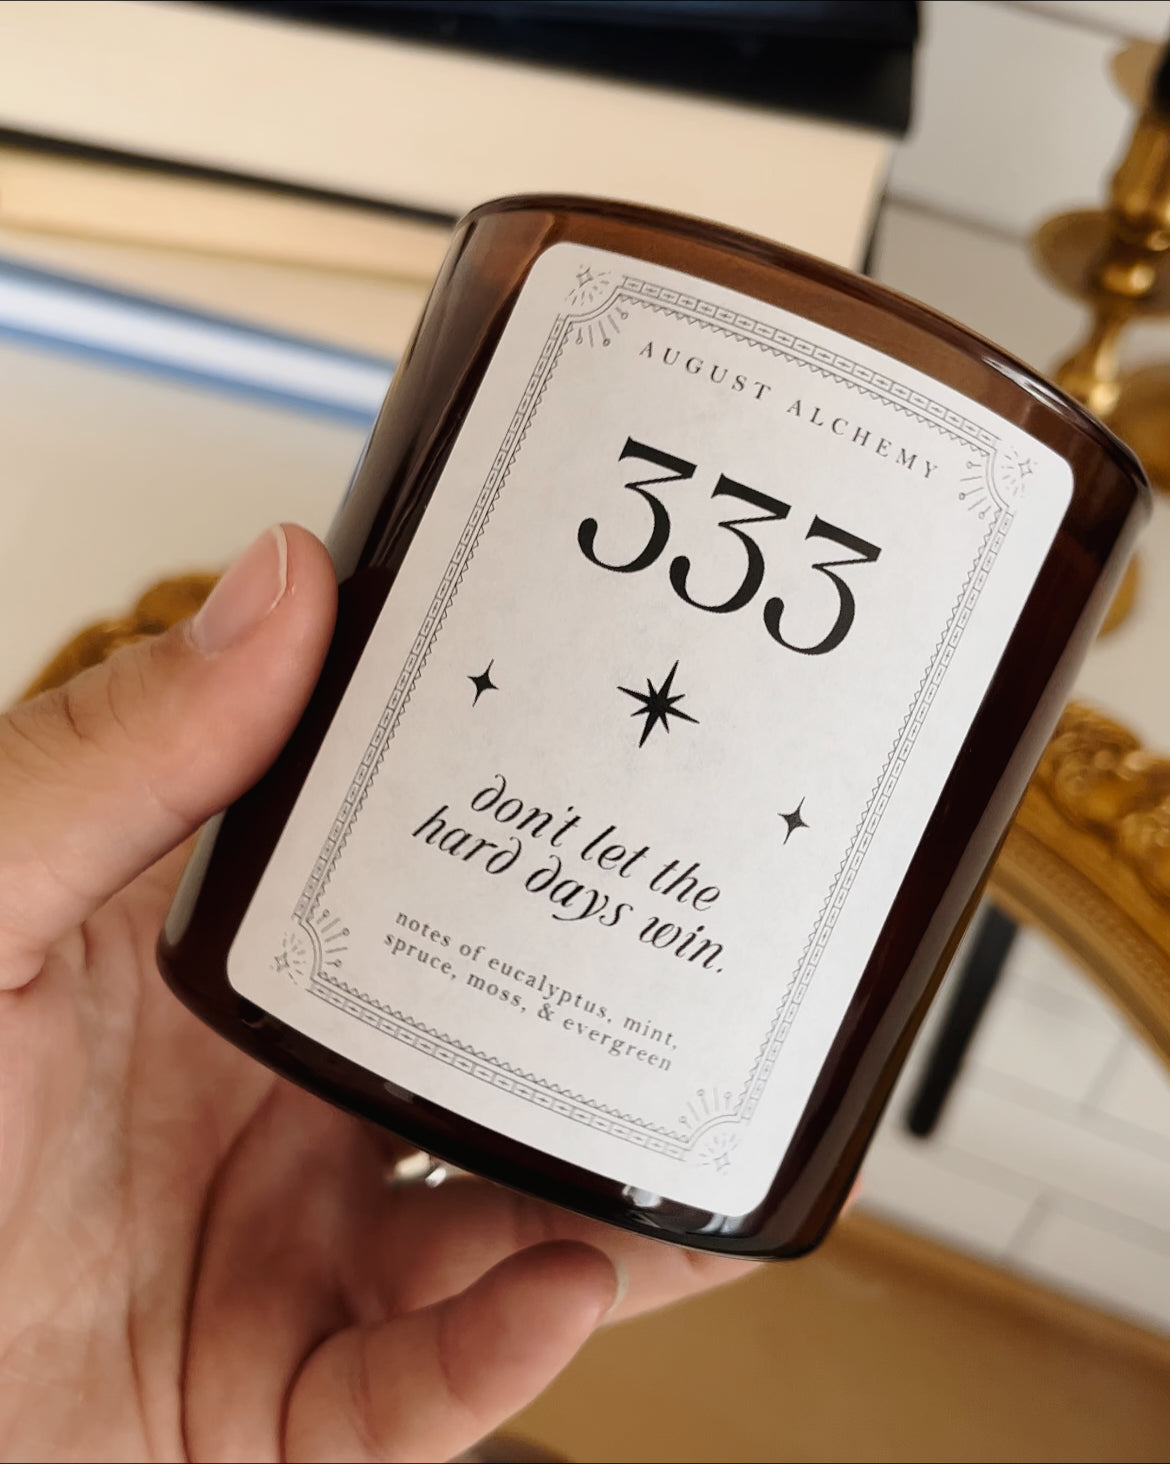 AUGUST ALCHEMY
333
don't let the
hard days win.
notes of eucalyptus, mint,
spruce, moss, & evergreen